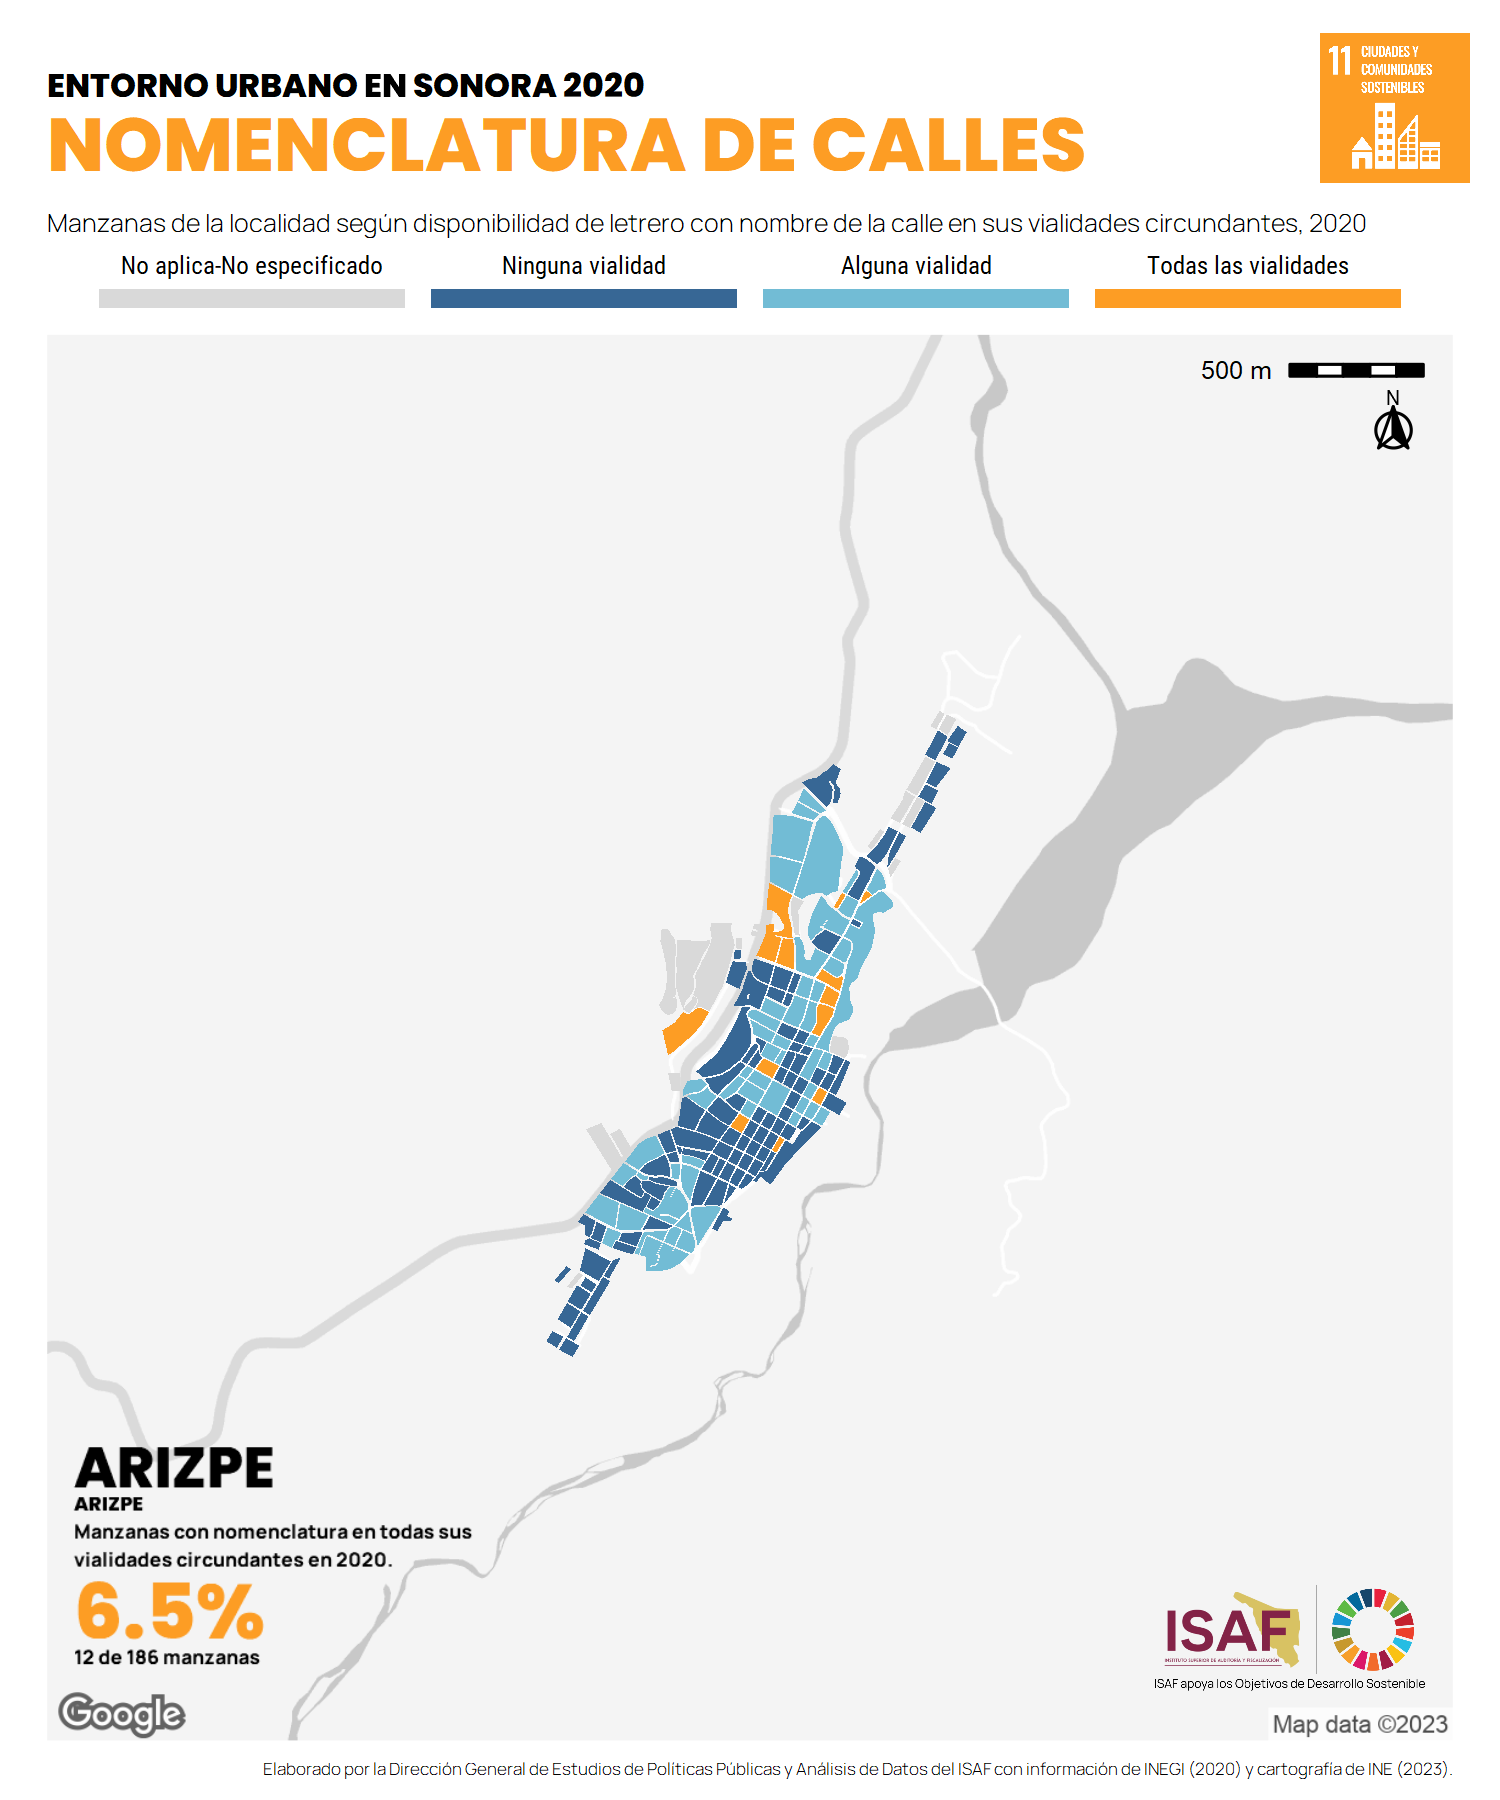 11 CIUDADES Y
COMUNIDADES
SOSTENIBLES
ENTORNO URBANO EN SONORA 2020
NOMENCLATURA DE CALLES
Manzanas de la localidad según disponibilidad de letrero con nombre de la calle en sus vialidades circundantes, 2020
No aplica-No especificado Ninguna vialidad Alguna vialidad Todas las vialidades
500 m
N
ARIZPE
ARIZPE
Manzanas con nomenclatura en todas sus
vialidades circundantes en 2020.
6.5%
12 de 186 manzanas
Google
ISAF
INSTITUTO SUPERIOR DE AUDITORÍA Y FISCALIZACIÓN
ISAF apoya los Objetivos de Desarrollo Sostenible
Map data ©2023
Elaborado por la Dirección General de Estudios de Políticas Públicas y Análisis de Datos del ISAF con información de INEGI (2020) y cartografía de INE (2023).